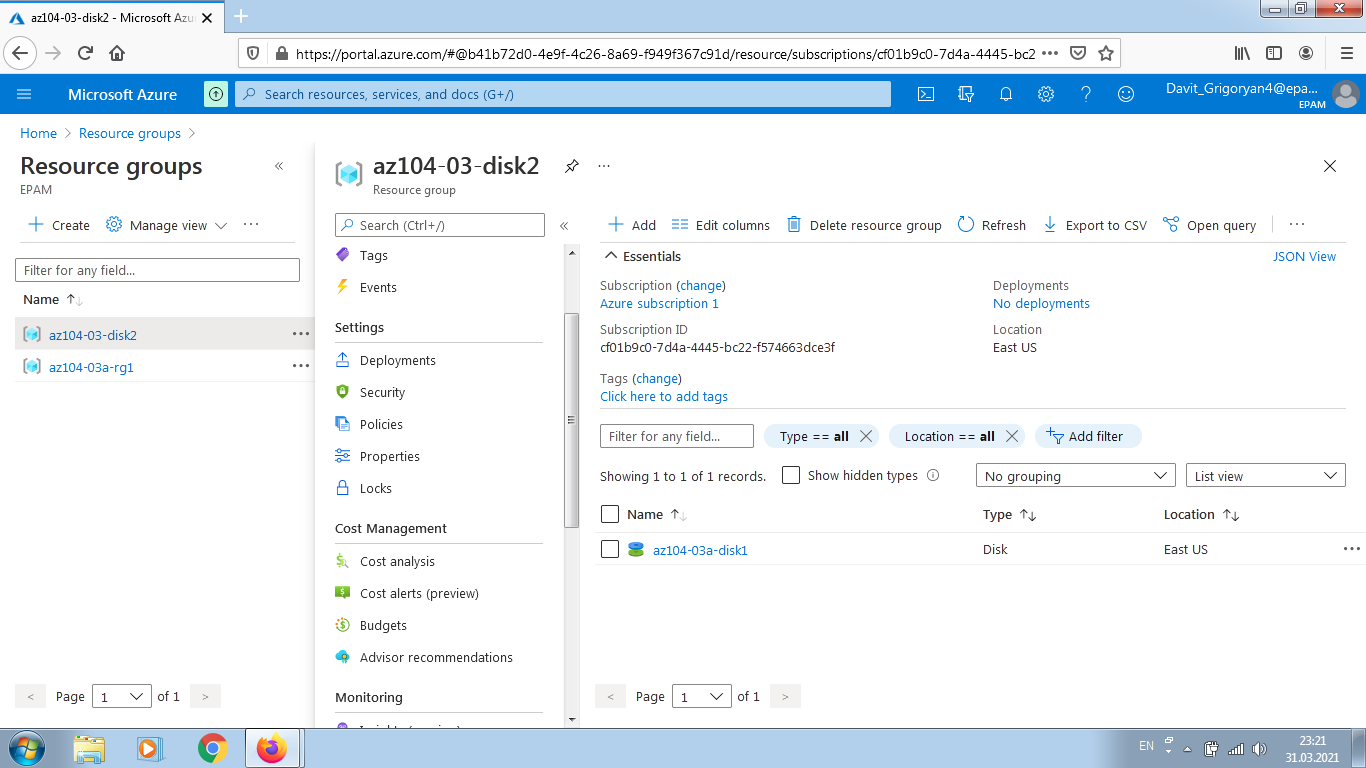 az104-03-disk2 - Microsoft Azu
https://portal.azure.com/#@b41b72d0-4e9f-4c26-8a69-f949f367c91d/resource/subscriptions/cf01b9c0-7d4a-4445-bc2
Microsoft Azure
Search resources, services, and docs (G+/)
Davit_Grigoryan4@epa...
EPAM
Home > Resource groups >
Resource groups
EPAM
Create
Manage view
Filter for any field...
Name
az104-03-disk2
az104-03a-rg1
< Page 1 of 1 >
az104-03-disk2
Resource group
Search (Ctrl+/)
Tags
Events
Settings
Deployments
Security
Policies
Properties
Locks
Cost Management
Cost analysis
Cost alerts (preview)
Budgets
Advisor recommendations
Monitoring
Add
Edit columns
Delete resource group
Refresh
Export to CSV
Open query
Essentials
JSON View
Subscription (change)
Azure subscription 1
Subscription ID
cf01b9c0-7d4a-4445-bc22-f574663dce3f
Tags (change)
Click here to add tags
Deployments
No deployments
Location
East US
Filter for any field...
Type == all
Location == all
Add filter
Showing 1 to 1 of 1 records.
Show hidden types
No grouping
List view
Name Type Location
az104-03a-disk1 Disk East US
< Page 1 of 1 >
EN
23:21
31.03.2021